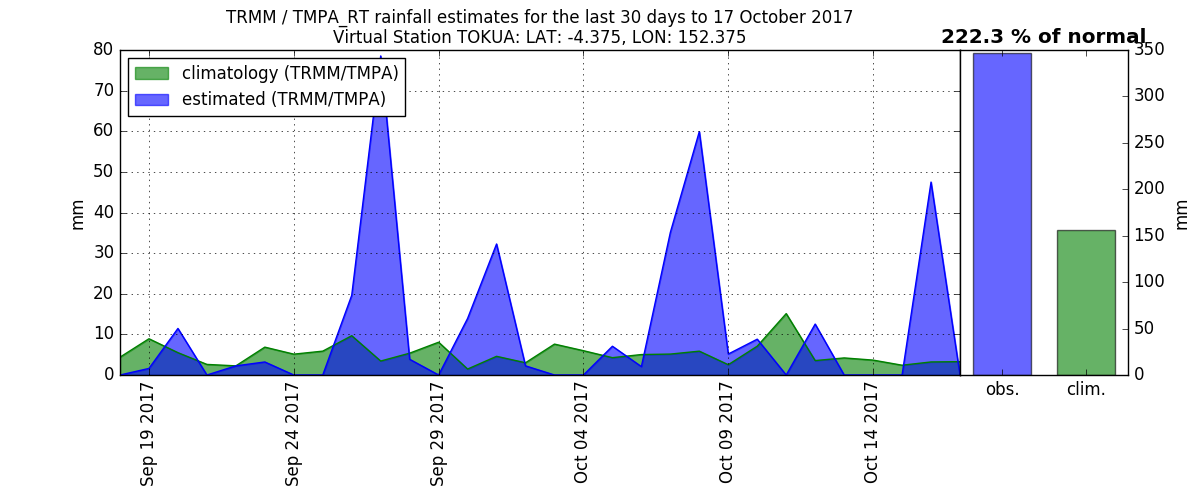 TRMM / TMPA_RT rainfall estimates for the last 30 days to 17 October 2017
Virtual Station TOKUA: LAT: -4.375, LON: 152.375
222.3 % of normal
climatology (TRMM/TMPA)
estimated (TRMM/TMPA)
80
70
60
50
40
30
20
10
0
mm
Sep 19 2017
Sep 24 2017
Sep 29 2017
Oct 04 2017
Oct 09 2017
Oct 14 2017
obs.
clim.
350
300
250
200
150
100
50
0
mm